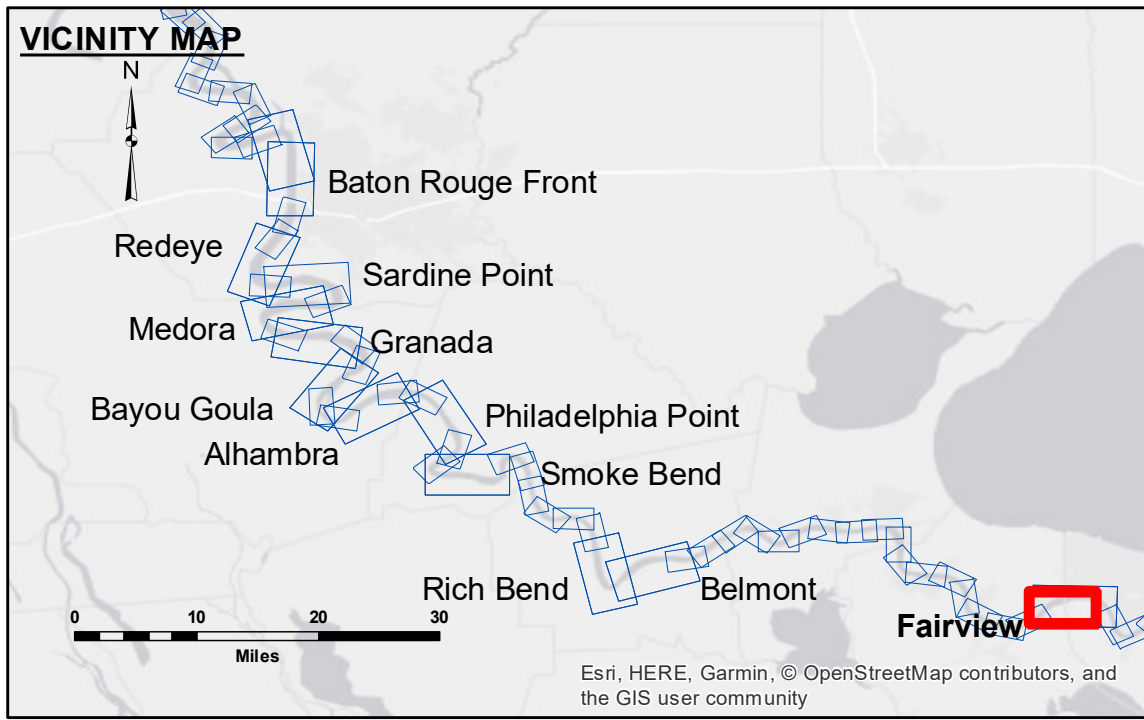 VICINITY MAP
N
Baton Rouge Front
Redeye
Sardine Point
Medora
Granada
Bayou Goula
Philadelphia Point
Alhambra
Smoke Bend
Rich Bend
Belmont
Fairview
0 10 20 30
Miles
Esri, HERE, Garmin, © OpenStreetMap contributors, and
the GIS user community